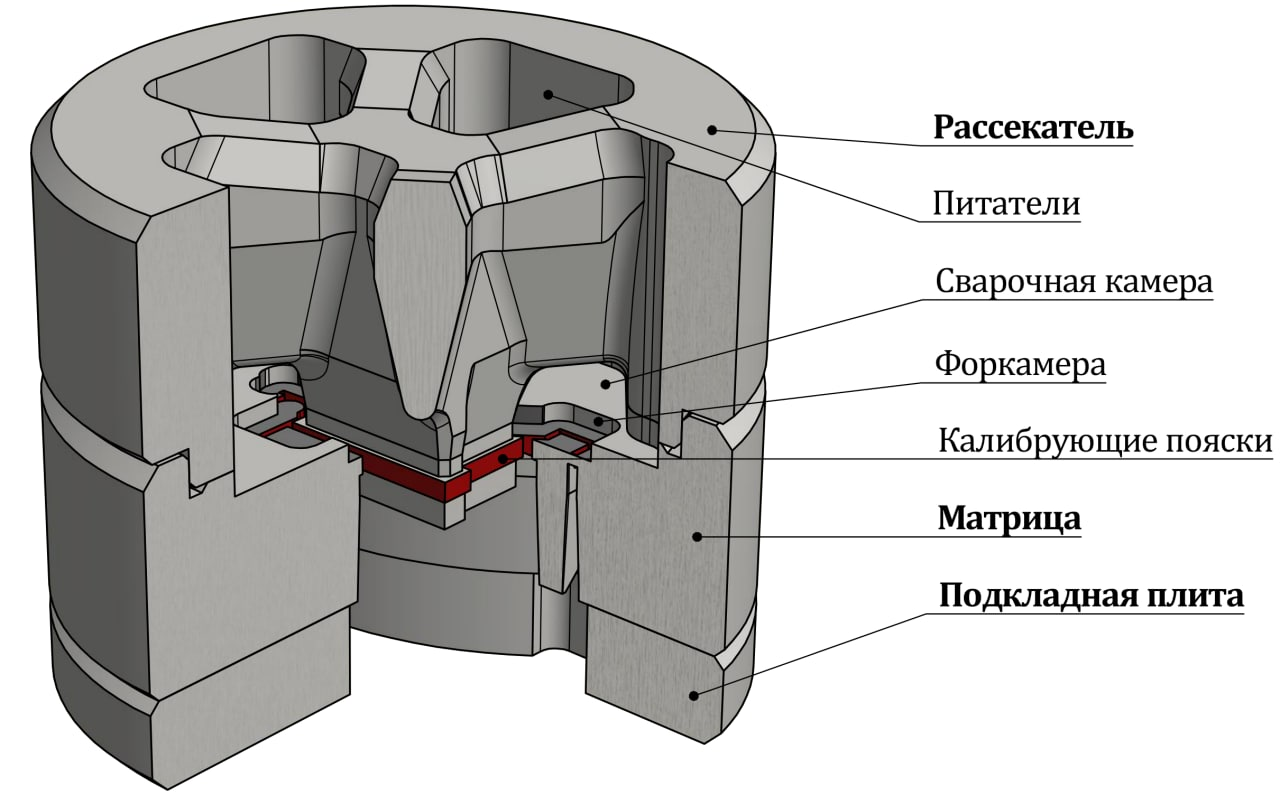 Рассекатель
Питатели
Сварочная камера
Форкамера
Калибрующие пояски
Матрица
Подкладная плита